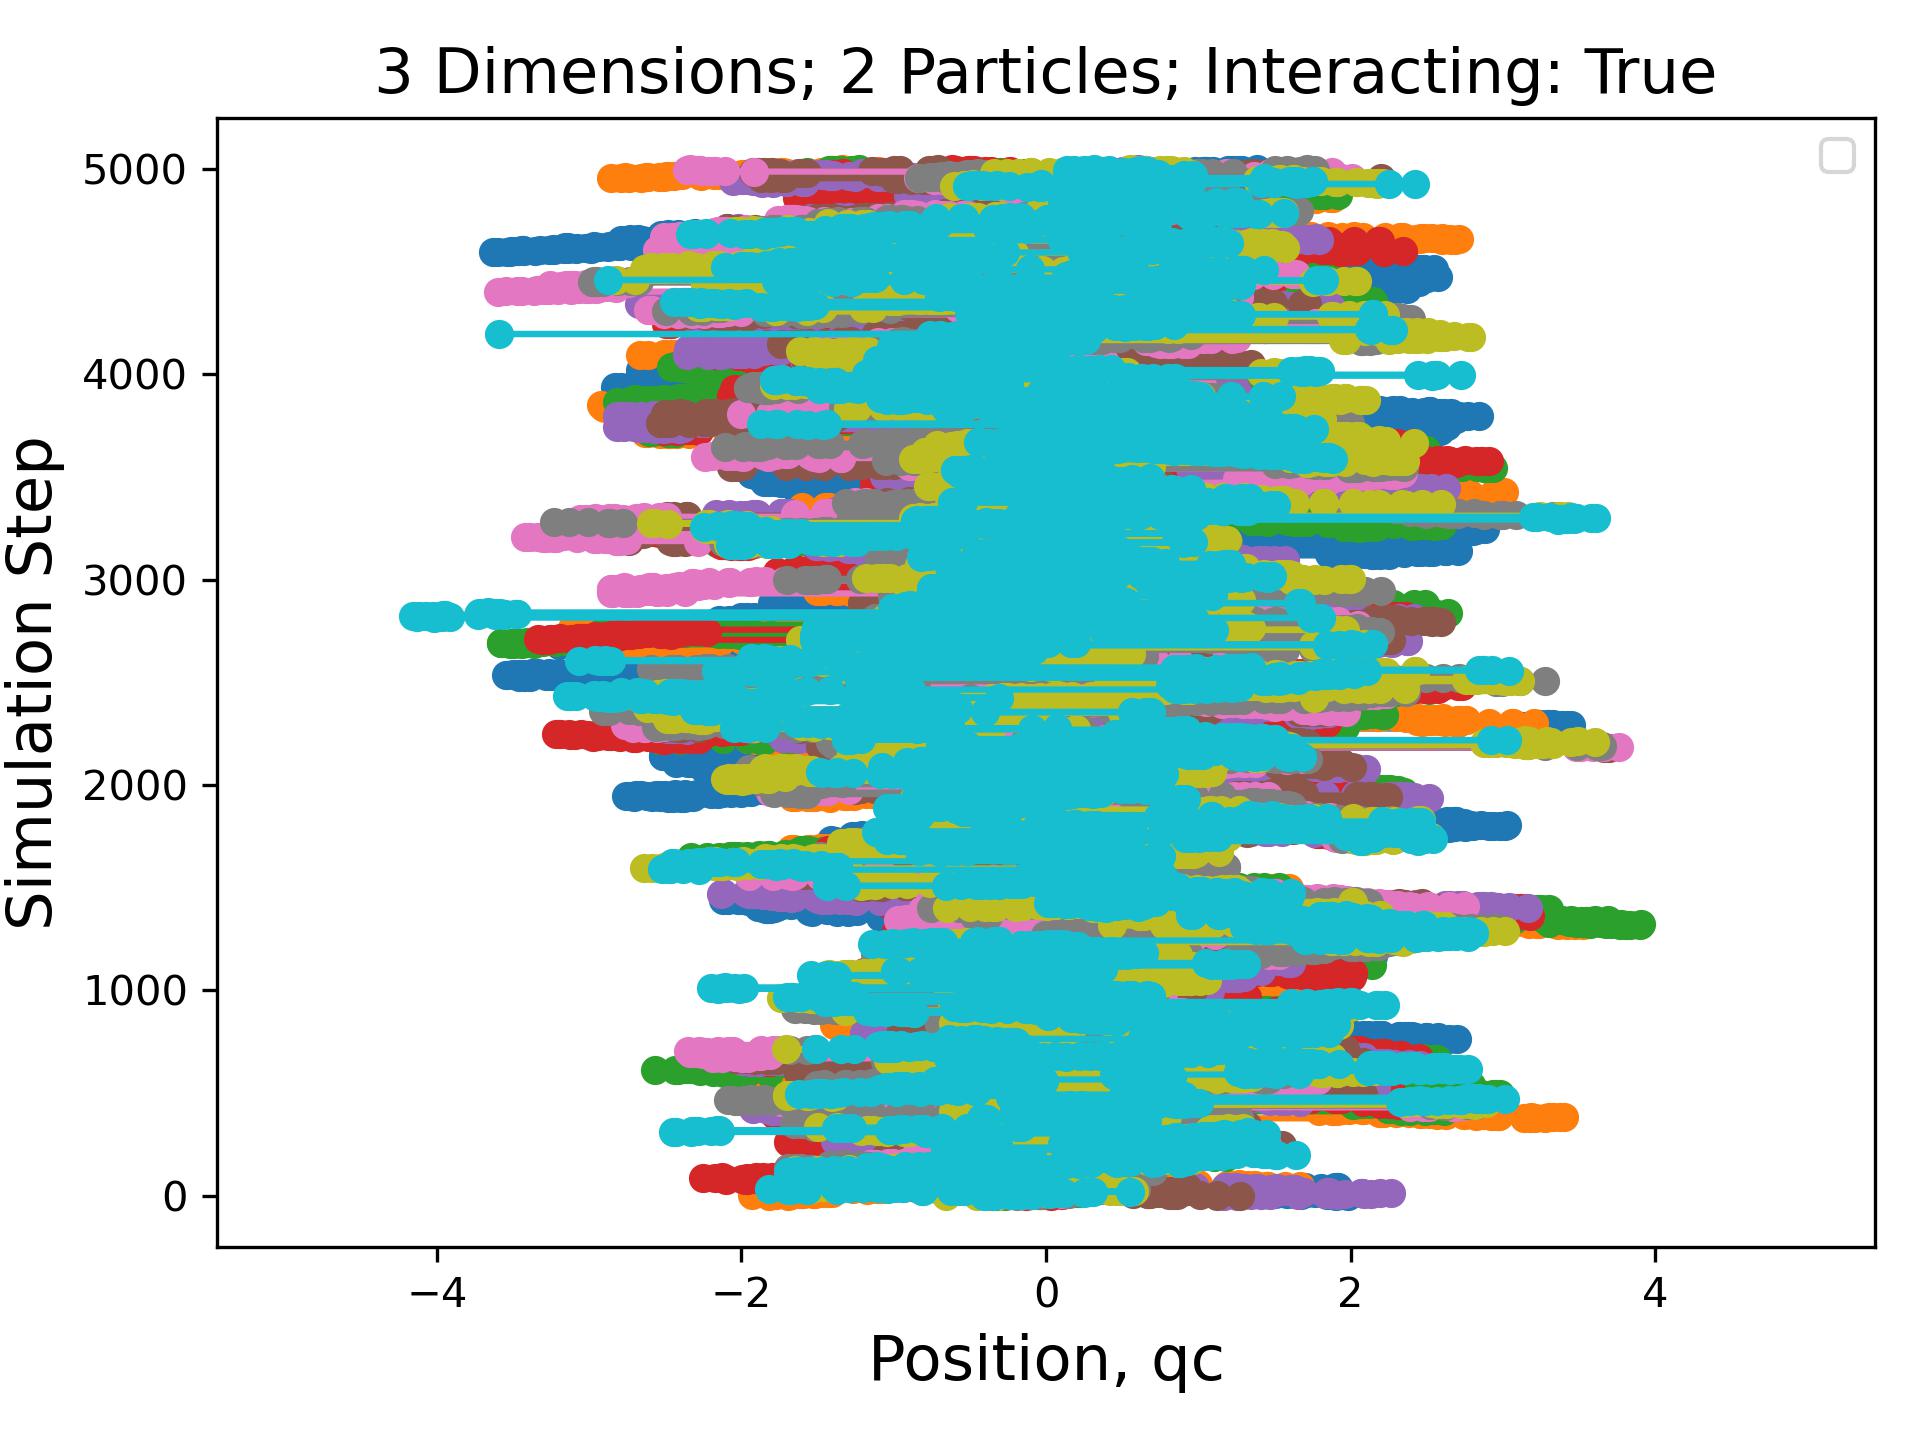 3 Dimensions; 2 Particles; Interacting: True
5000
4000
3000
2000
1000
0
Simulation Step
−4 −2 0 2 4
Position, qc